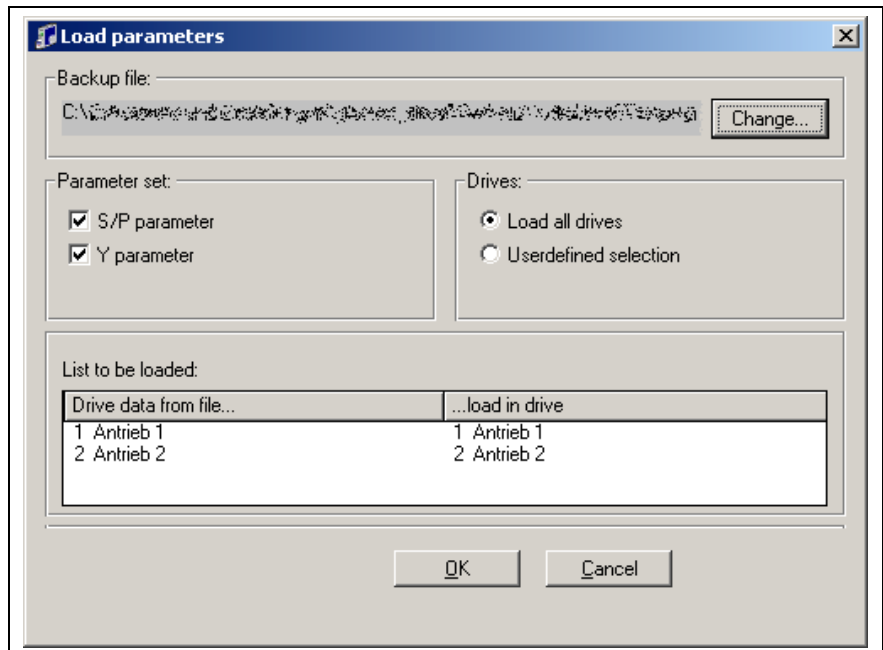 Load parameters
Backup file:
C:\
Change...
Parameter set:
Drives:
S/P parameter
Load all drives
Y parameter
Userdefined selection
List to be loaded:
Drive data from file... ...load in drive
1 Antrieb 1 1 Antrieb 1
2 Antrieb 2 2 Antrieb 2
OK Cancel